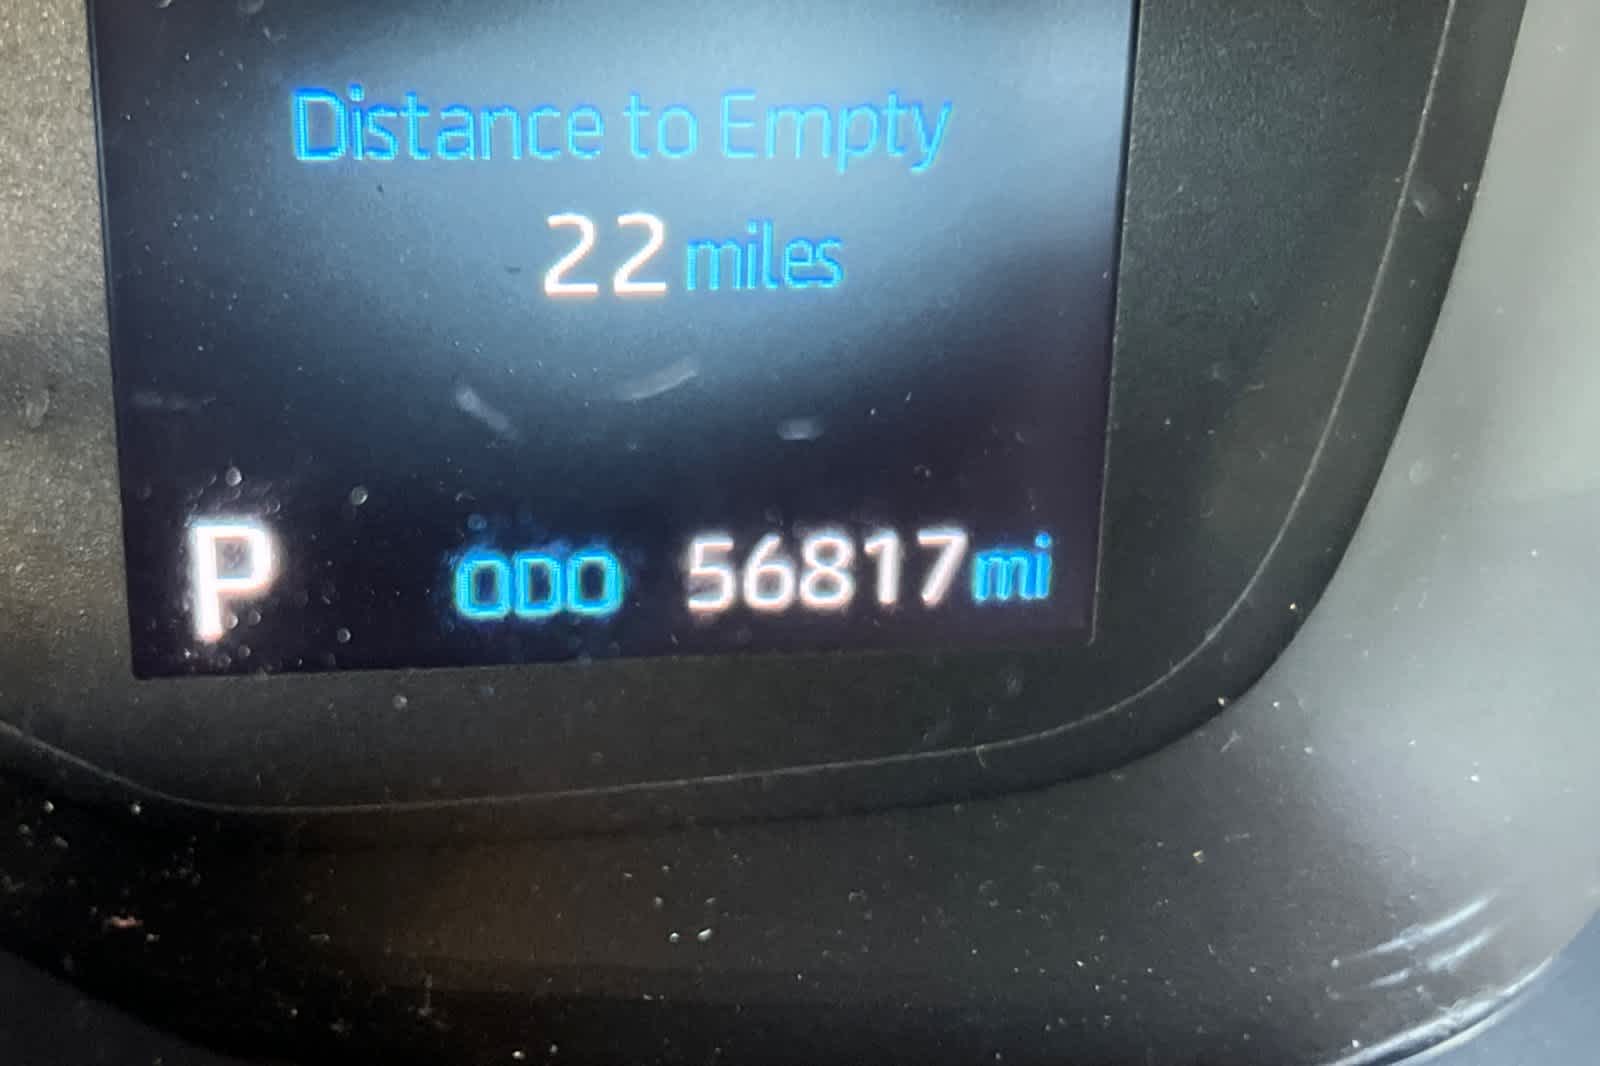 Distance to Empty
22 miles
P ODO 56817 mi